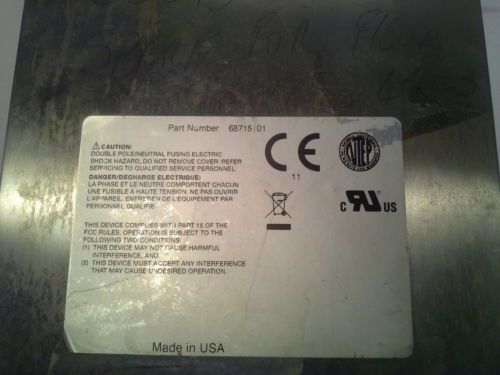 FOR
Part Number 68715|01
CAUTION:
DOUBLE POLE/NEUTRAL FUSING ELECTRIC
SHOCK HAZARD, DO NOT REMOVE COVER. REFER
SERVICING TO QUALIFIED SERVICE PERSONNEL
DANGER/DECHARGE ELECTRIQUE:
LA PHASE ET LE NEUTRE COMPORTENT CHACUN
UNE FUSIBLE A HAUTE TENSION. NE PAS OUVRIR
L'APPAREIL. ENTRETIEN DE L'EQUIPEMENT PAR
PERSONNEL QUALIFIE.
THIS DEVICE COMPLIES WITH PART 15 OF THE
FCC RULES. OPERATION IS SUBJECT TO THE
FOLLOWING TWO CONDITIONS:
(1) THIS DEVICE MAY NOT CAUSE HARMFUL
INTERFERENCE, AND
(2) THIS DEVICE MUST ACCEPT ANY INTERFERENCE
THAT MAY CAUSE UNDESIRED OPERATION.
CE
11
C RU US
Made in USA